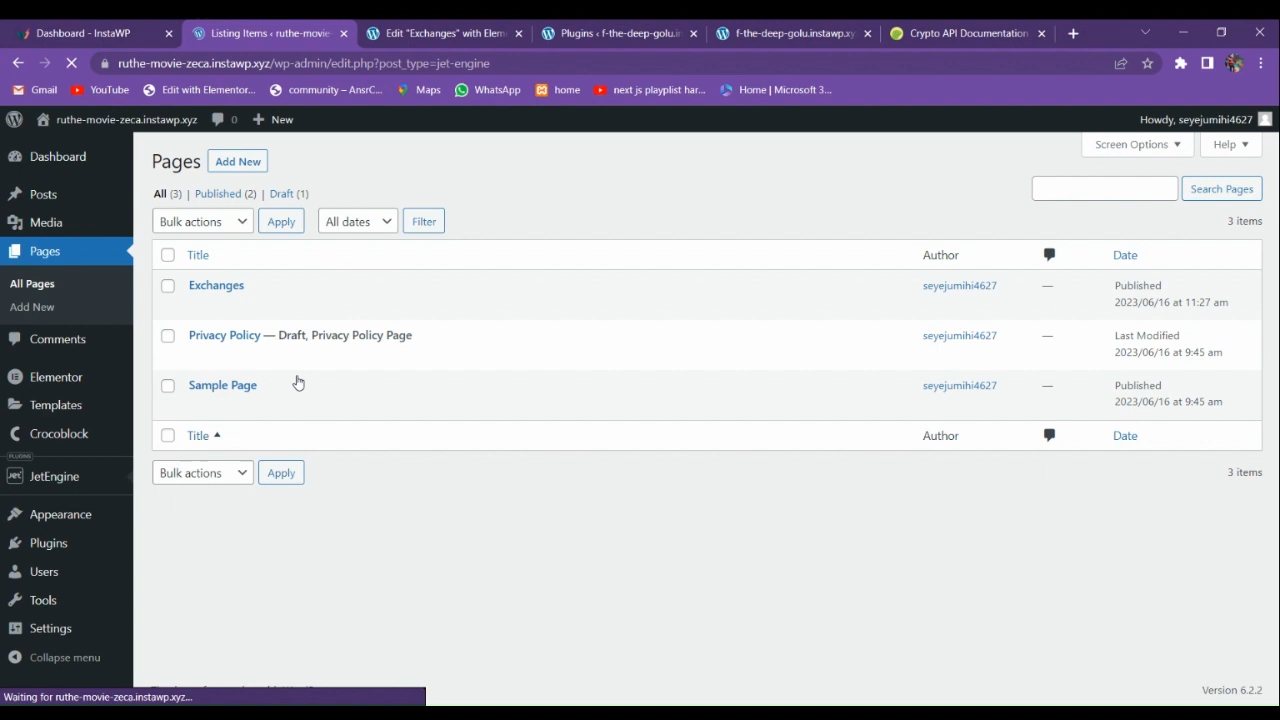 Dashboard - InstaWP
Listing Items ‹ ruthe-movie-
Edit "Exchanges" with Elemen
Plugins ‹ f-the-deep-golu.in
f-the-deep-golu.instawp.xy
Crypto API Documentation
ruthe-movie-zeca.instawp.xyz/wp-admin/edit.php?post_type=jet-engine
Gmail
YouTube
Edit with Elementor...
community – AnsrC...
Maps
WhatsApp
home
next js playlist har...
Home | Microsoft 3...
ruthe-movie-zeca.instawp.xyz
0
New
Howdy, seyejumihi4627
Dashboard
Posts
Media
Pages
All Pages
Add New
Comments
Elementor
Templates
Crocoblock
PLUGINS
JetEngine
Appearance
Plugins
Users
Tools
Settings
Collapse menu
Pages Add New
Screen Options
Help
All (3) | Published (2) | Draft (1)
Search Pages
Bulk actions Apply All dates Filter
3 items
Title Author Date
Exchanges seyejumihi4627 — Published
2023/06/16 at 11:27 am
Privacy Policy — Draft, Privacy Policy Page seyejumihi4627 — Last Modified
2023/06/16 at 9:45 am
Sample Page seyejumihi4627 — Published
2023/06/16 at 9:45 am
Title Author Date
Bulk actions Apply
3 items
Version 6.2.2
Waiting for ruthe-movie-zeca.instawp.xyz...